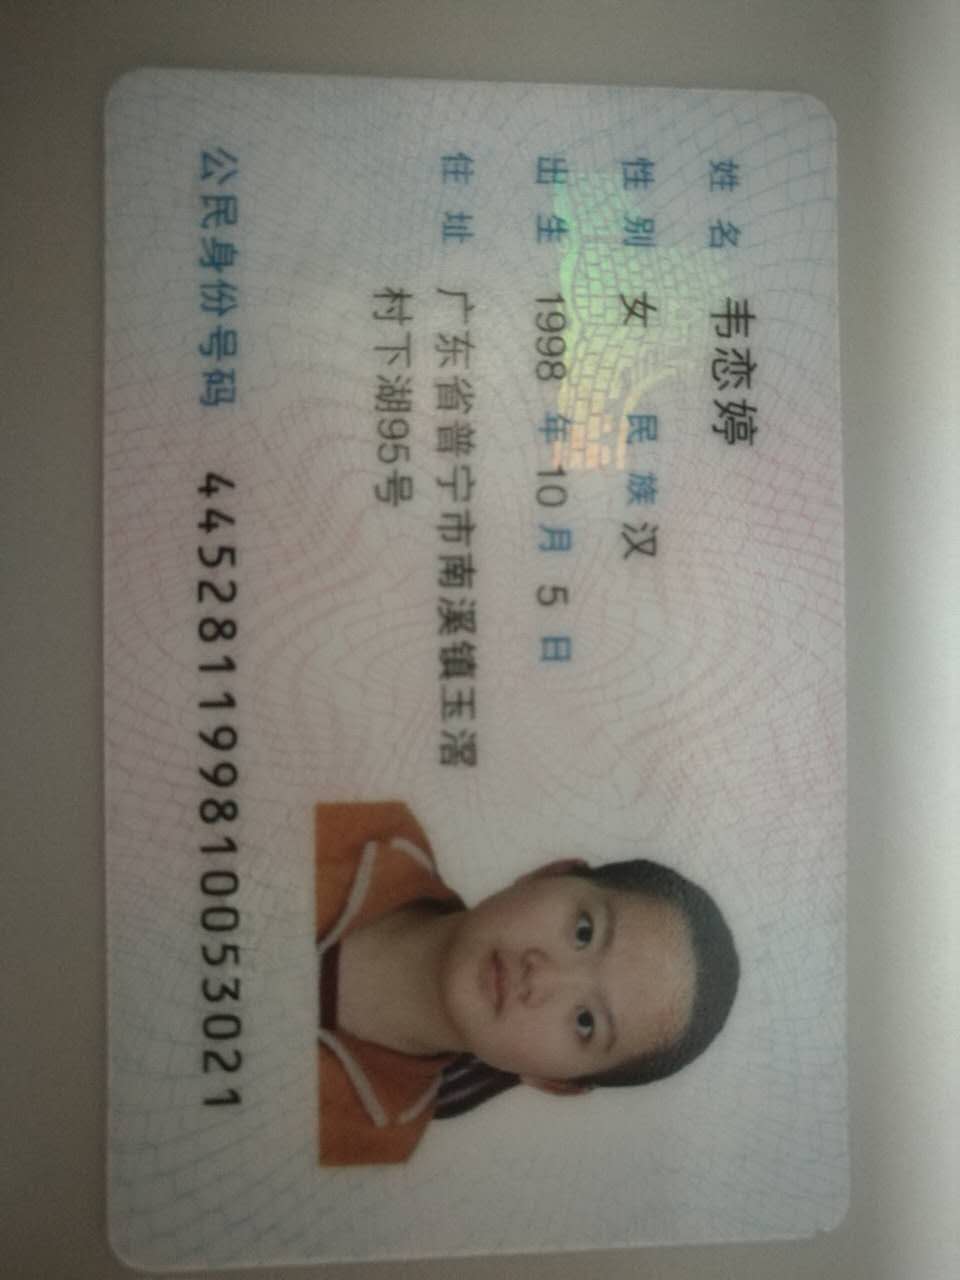 姓名 韦恋婷
性别 女 民族 汉
出生 1998 年 10 月 5 日
住址 广东省普宁市南溪镇玉滘
村下湖95号
公民身份号码 445281199810053021